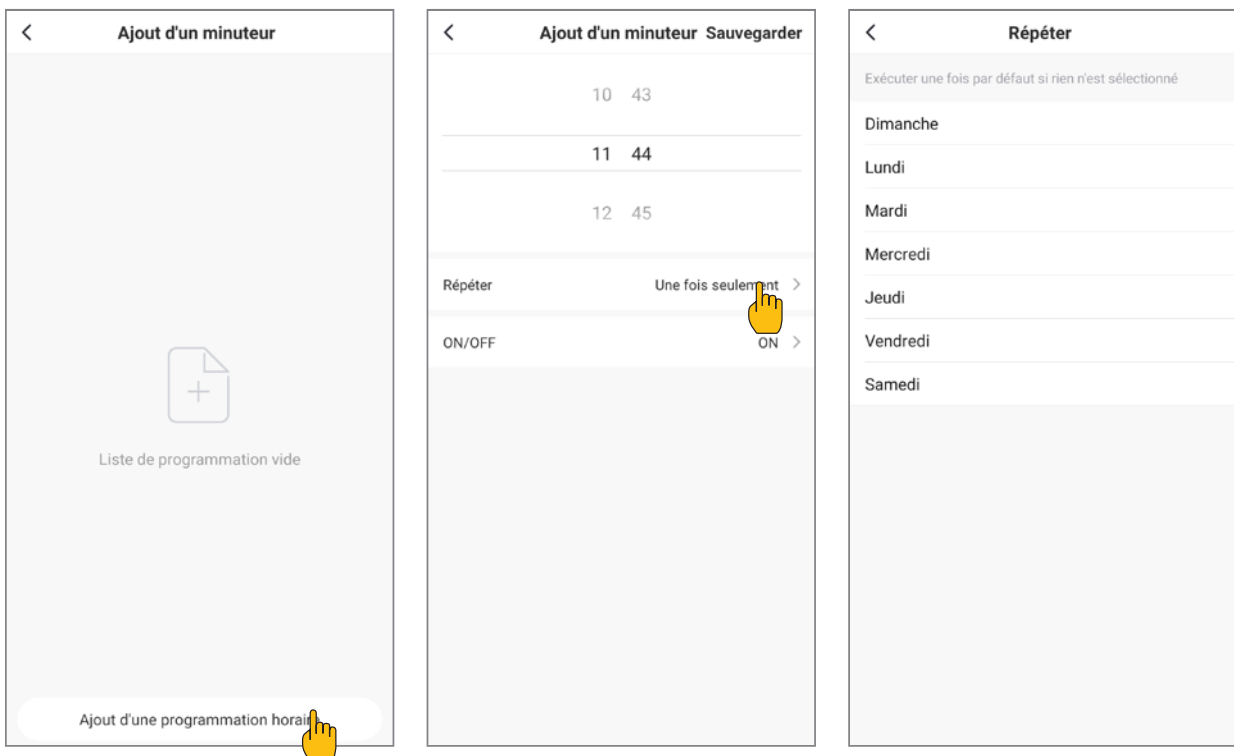 Ajout d'un minuteur
Liste de programmation vide
Ajout d'une programmation horaire
Ajout d'un minuteur Sauvegarder
10 43
11 44
12 45
Répéter Une fois seulement
ON/OFF ON
Répéter
Exécuter une fois par défaut si rien n'est sélectionné
Dimanche
Lundi
Mardi
Mercredi
Jeudi
Vendredi
Samedi